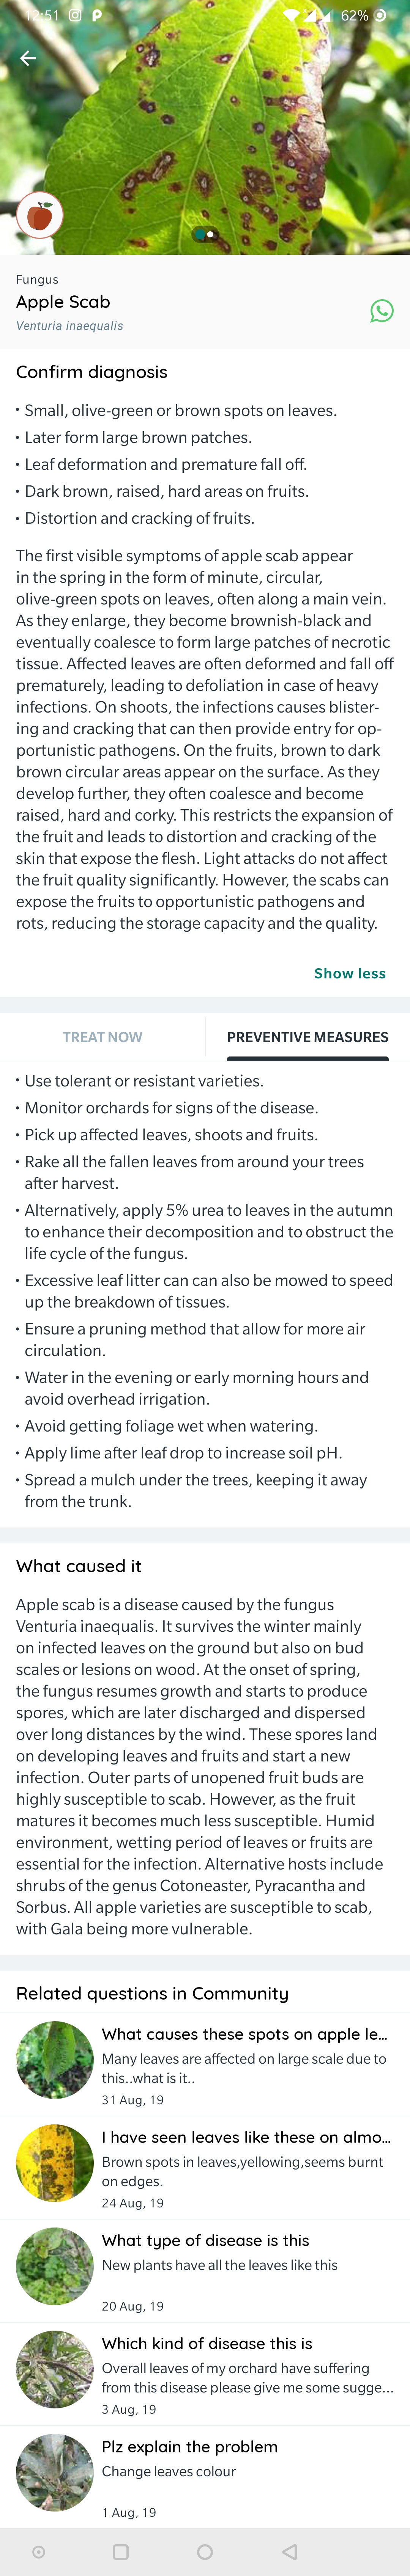 12:51
62%
Fungus
Apple Scab
Venturia inaequalis
Confirm diagnosis
• Small, olive-green or brown spots on leaves.
• Later form large brown patches.
• Leaf deformation and premature fall off.
• Dark brown, raised, hard areas on fruits.
• Distortion and cracking of fruits.
The first visible symptoms of apple scab appear
in the spring in the form of minute, circular,
olive-green spots on leaves, often along a main vein.
As they enlarge, they become brownish-black and
eventually coalesce to form large patches of necrotic
tissue. Affected leaves are often deformed and fall off
prematurely, leading to defoliation in case of heavy
infections. On shoots, the infections causes blister-
ing and cracking that can then provide entry for op-
portunistic pathogens. On the fruits, brown to dark
brown circular areas appear on the surface. As they
develop further, they often coalesce and become
raised, hard and corky. This restricts the expansion of
the fruit and leads to distortion and cracking of the
skin that expose the flesh. Light attacks do not affect
the fruit quality significantly. However, the scabs can
expose the fruits to opportunistic pathogens and
rots, reducing the storage capacity and the quality.
Show less
TREAT NOW
PREVENTIVE MEASURES
• Use tolerant or resistant varieties.
• Monitor orchards for signs of the disease.
• Pick up affected leaves, shoots and fruits.
• Rake all the fallen leaves from around your trees
after harvest.
• Alternatively, apply 5% urea to leaves in the autumn
to enhance their decomposition and to obstruct the
life cycle of the fungus.
• Excessive leaf litter can can also be mowed to speed
up the breakdown of tissues.
• Ensure a pruning method that allow for more air
circulation.
• Water in the evening or early morning hours and
avoid overhead irrigation.
• Avoid getting foliage wet when watering.
• Apply lime after leaf drop to increase soil pH.
• Spread a mulch under the trees, keeping it away
from the trunk.
What caused it
Apple scab is a disease caused by the fungus
Venturia inaequalis. It survives the winter mainly
on infected leaves on the ground but also on bud
scales or lesions on wood. At the onset of spring,
the fungus resumes growth and starts to produce
spores, which are later discharged and dispersed
over long distances by the wind. These spores land
on developing leaves and fruits and start a new
infection. Outer parts of unopened fruit buds are
highly susceptible to scab. However, as the fruit
matures it becomes much less susceptible. Humid
environment, wetting period of leaves or fruits are
essential for the infection. Alternative hosts include
shrubs of the genus Cotoneaster, Pyracantha and
Sorbus. All apple varieties are susceptible to scab,
with Gala being more vulnerable.
Related questions in Community
What causes these spots on apple le...
Many leaves are affected on large scale due to
this..what is it..
31 Aug, 19
I have seen leaves like these on almo...
Brown spots in leaves,yellowing,seems burnt
on edges.
24 Aug, 19
What type of disease is this
New plants have all the leaves like this
20 Aug, 19
Which kind of disease this is
Overall leaves of my orchard have suffering
from this disease please give me some sugge...
3 Aug, 19
Plz explain the problem
Change leaves colour
1 Aug, 19